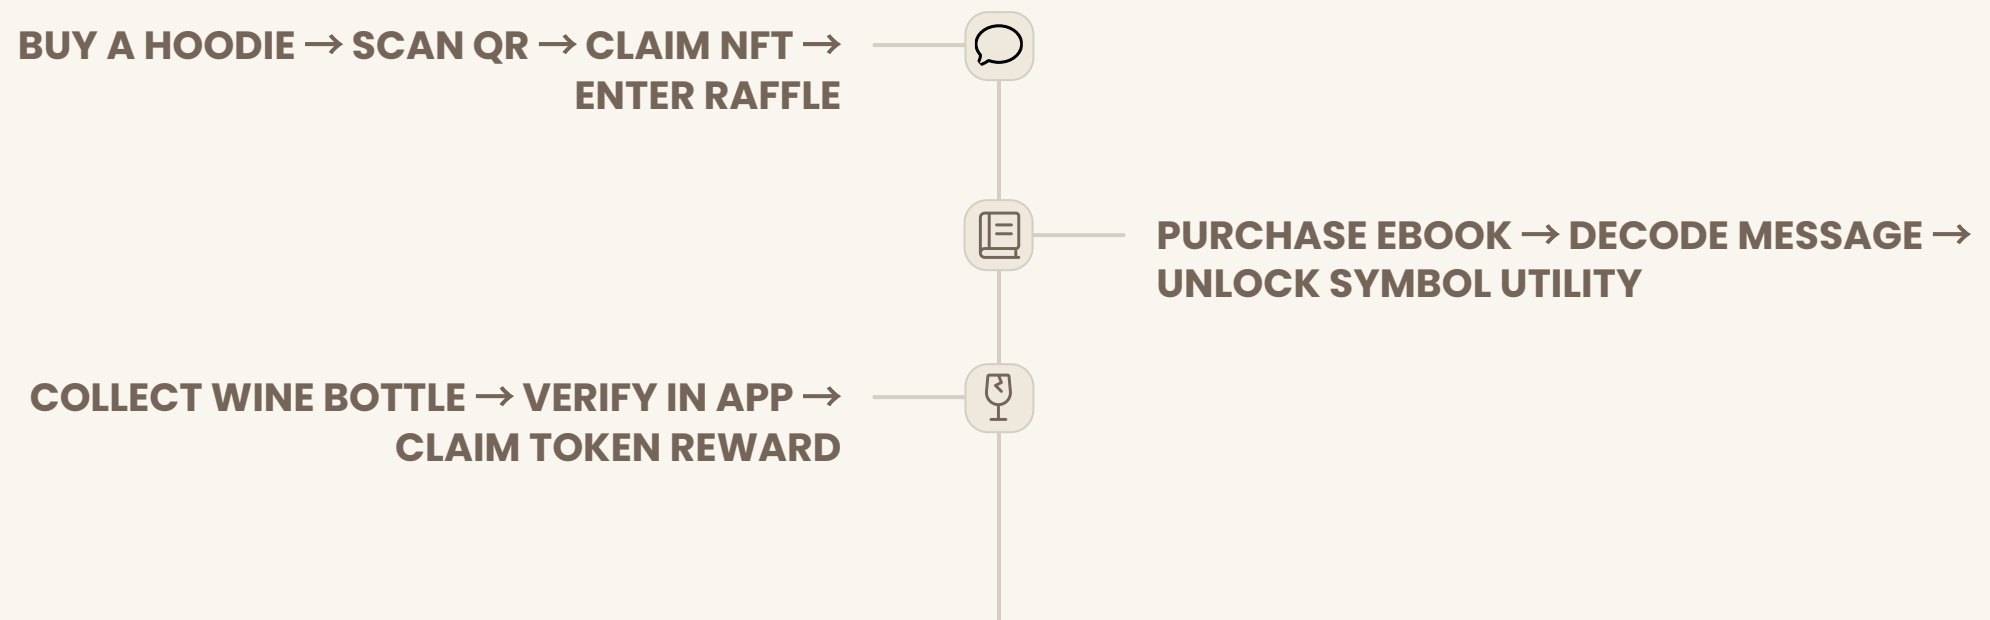 BUY A HOODIE → SCAN QR → CLAIM NFT →
ENTER RAFFLE
PURCHASE EBOOK → DECODE MESSAGE →
UNLOCK SYMBOL UTILITY
COLLECT WINE BOTTLE → VERIFY IN APP →
CLAIM TOKEN REWARD